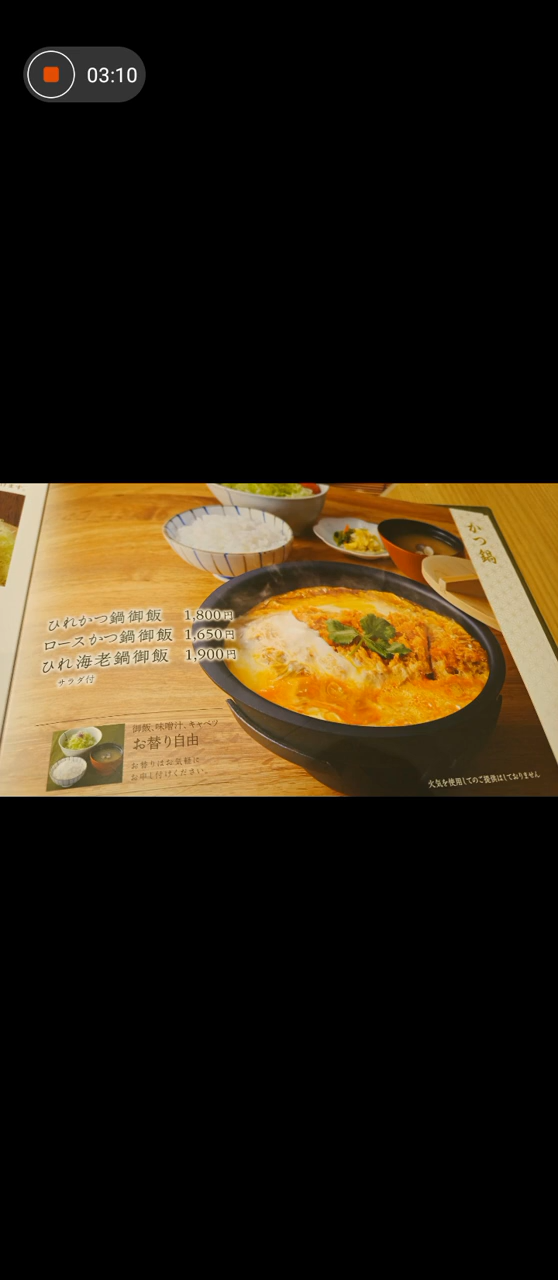 03:10
かつ鍋
ひれかつ鍋御飯 1,800円
ロースかつ鍋御飯 1,650円
ひれ海老鍋御飯 1,900円
サラダ付
御飯、味噌汁、キャベツ
お替り自由
お替りはお気軽に
お申し付けください。
火気を使用してのご提供はしておりません